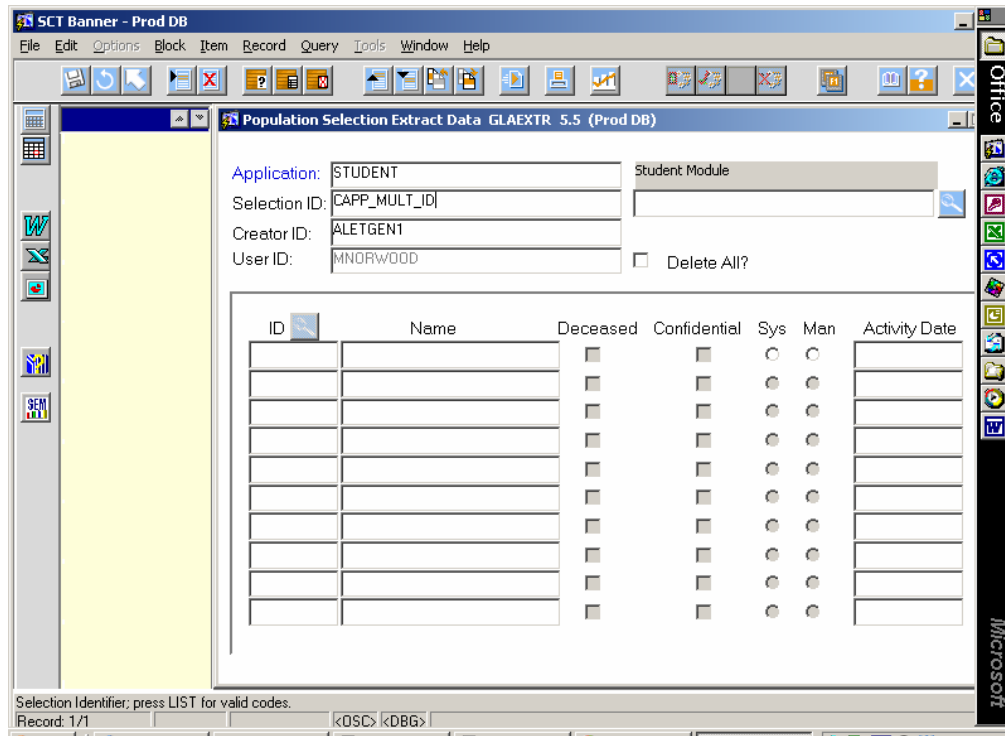 SCT Banner - Prod DB
File Edit Options Block Item Record Query Tools Window Help
Population Selection Extract Data GLAEXTR 5.5 (Prod DB)
Application: STUDENT Student Module
Selection ID: CAPP_MULT_ID
Creator ID: ALETGEN1
User ID: MNORWOOD Delete All?
ID Name Deceased Confidential Sys Man Activity Date
Selection Identifier; press LIST for valid codes.
Record: 1/1 <OSC> <DBG>
Office
Microsoft
SEM